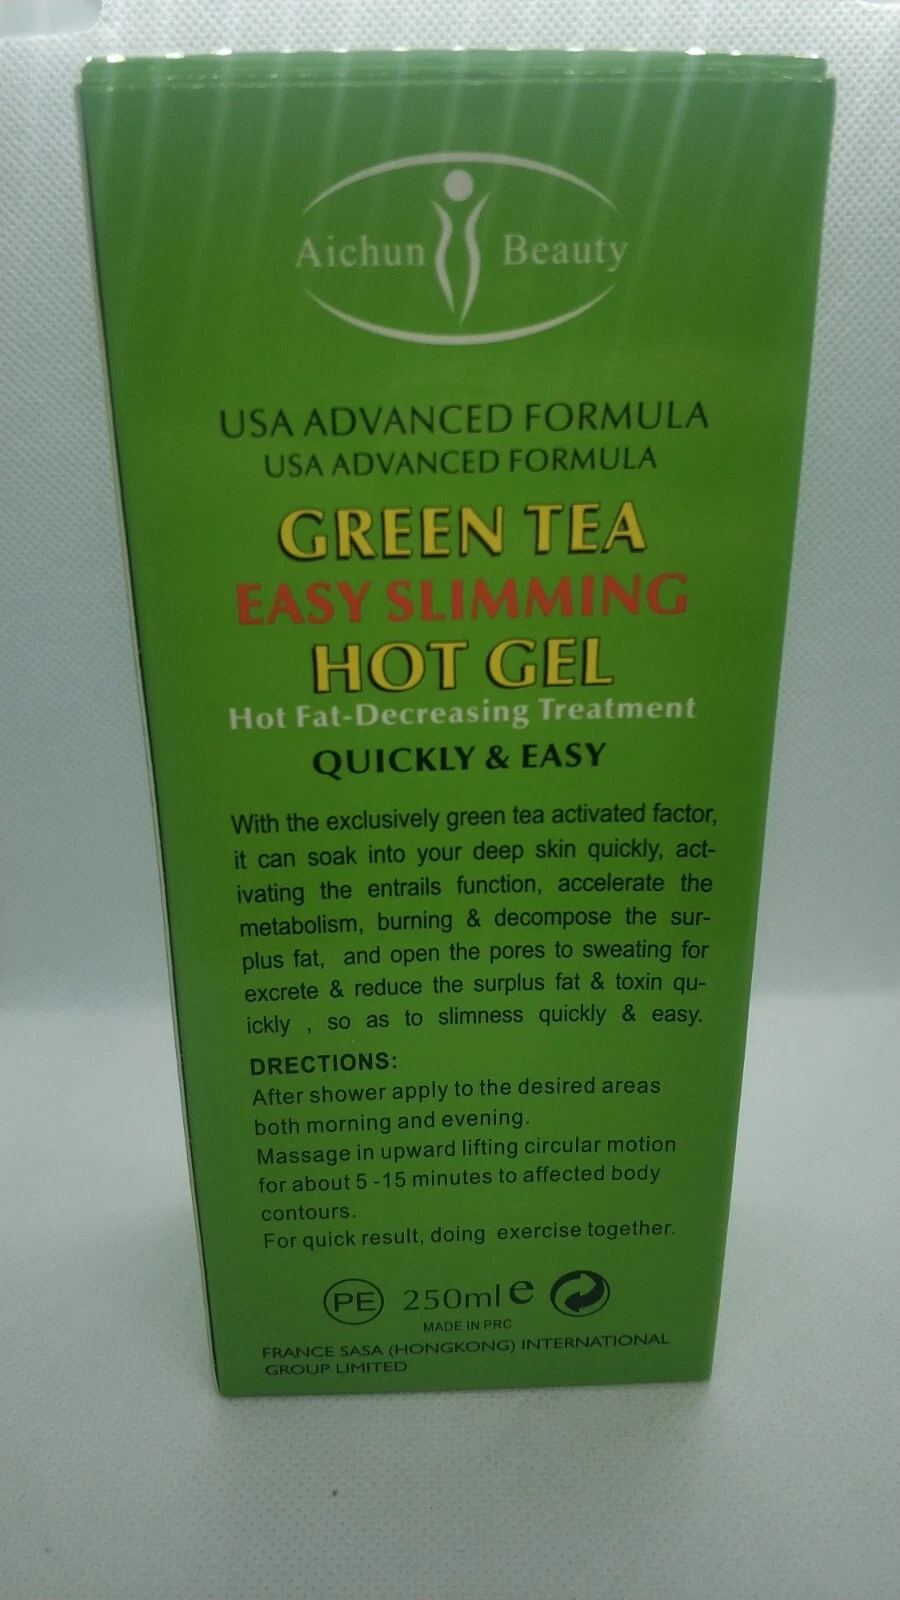 Aichun Beauty
USA ADVANCED FORMULA
USA ADVANCED FORMULA
GREEN TEA
EASY SLIMMING
HOT GEL
Hot Fat-Decreasing Treatment
QUICKLY & EASY
With the exclusively green tea activated factor,
it can soak into your deep skin quickly, act-
ivating the entrails function, accelerate the
metabolism, burning & decompose the sur-
plus fat, and open the pores to sweating for
excrete & reduce the surplus fat & toxin qu-
ickly , so as to slimness quickly & easy.
DRECTIONS:
After shower apply to the desired areas
both morning and evening.
Massage in upward lifting circular motion
for about 5 -15 minutes to affected body
contours.
For quick result, doing exercise together.
PE 250ml e
MADE IN PRC
FRANCE SASA (HONGKONG) INTERNATIONAL
GROUP LIMITED